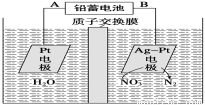 A 铅蓄电池 B
质子交换膜
Pt Ag-Pt
电 电
极 极
H₂O NO₃⁻ N₂